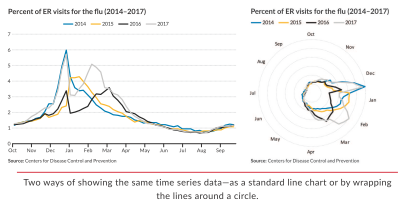 Percent of ER visits for the flu (2014–2017)
2014 2015 2016 2017
7
6
5
4
3
2
1
0
Oct Nov Dec Jan Feb Mar Apr May Jun Jul Aug Sep
Source: Centers for Disease Control and Prevention
Percent of ER visits for the flu (2014–2017)
2014 2015 2016 2017
Oct
Nov
Dec
Jan
Feb
Mar
Apr
May
Jun
Jul
Aug
Sep
Source: Centers for Disease Control and Prevention
Two ways of showing the same time series data—as a standard line chart or by wrapping
the lines around a circle.